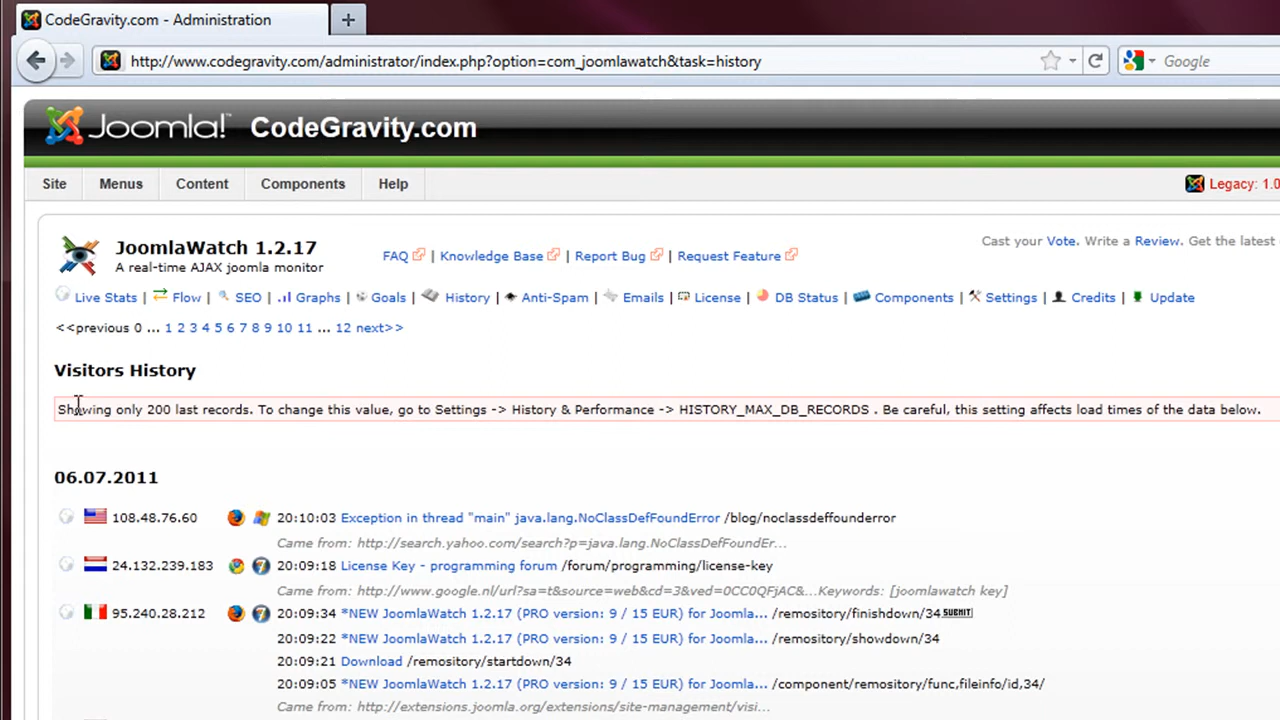 CodeGravity.com - Administration
http://www.codegravity.com/administrator/index.php?option=com_joomlawatch&task=history
Google
Joomla! CodeGravity.com
Site Menus Content Components Help Legacy: 1.0
JoomlaWatch 1.2.17
A real-time AJAX joomla monitor
FAQ | Knowledge Base | Report Bug | Request Feature
Cast your Vote. Write a Review. Get the latest
Live Stats | Flow | SEO | Graphs | Goals | History | Anti-Spam | Emails | License | DB Status | Components | Settings | Credits | Update
<<previous 0 ... 1 2 3 4 5 6 7 8 9 10 11 ... 12 next>>
Visitors History
Showing only 200 last records. To change this value, go to Settings -> History & Performance -> HISTORY_MAX_DB_RECORDS . Be careful, this setting affects load times of the data below.
06.07.2011
108.48.76.60 20:10:03 Exception in thread "main" java.lang.NoClassDefFoundError /blog/noclassdeffounderror
Came from: http://search.yahoo.com/search?p=java.lang.NoClassDefFoundEr...
24.132.239.183 20:09:18 License Key - programming forum /forum/programming/license-key
Came from: http://www.google.nl/url?sa=t&source=web&cd=3&ved=0CC0QFjAC&...Keywords: [joomlawatch key]
95.240.28.212 20:09:34 *NEW JoomlaWatch 1.2.17 (PRO version: 9 / 15 EUR) for Joomla... /remository/finishdown/34 SUBMIT
20:09:22 *NEW JoomlaWatch 1.2.17 (PRO version: 9 / 15 EUR) for Joomla... /remository/showdown/34
20:09:21 Download /remository/startdown/34
20:09:05 *NEW JoomlaWatch 1.2.17 (PRO version: 9 / 15 EUR) for Joomla... /component/remository/func,fileinfo/id,34/
Came from: http://extensions.joomla.org/extensions/site-management/visi...